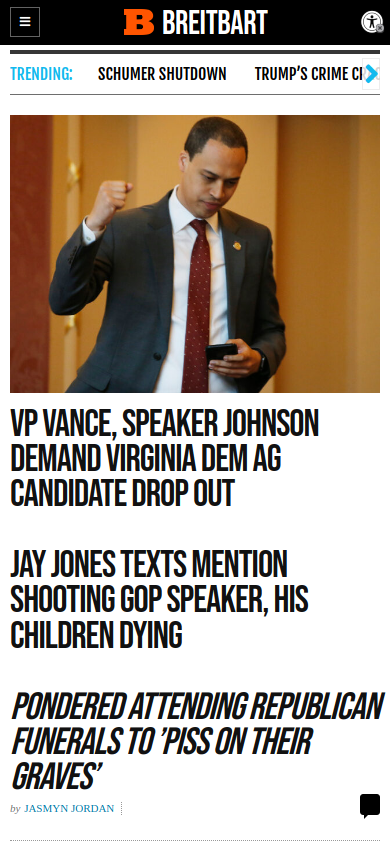 BREITBART
TRENDING: SCHUMER SHUTDOWN TRUMP'S CRIME
VP VANCE, SPEAKER JOHNSON
DEMAND VIRGINIA DEM AG
CANDIDATE DROP OUT
JAY JONES TEXTS MENTION
SHOOTING GOP SPEAKER, HIS
CHILDREN DYING
PONDERED ATTENDING REPUBLICAN
FUNERALS TO 'PISS ON THEIR
GRAVES'
by JASMYN JORDAN